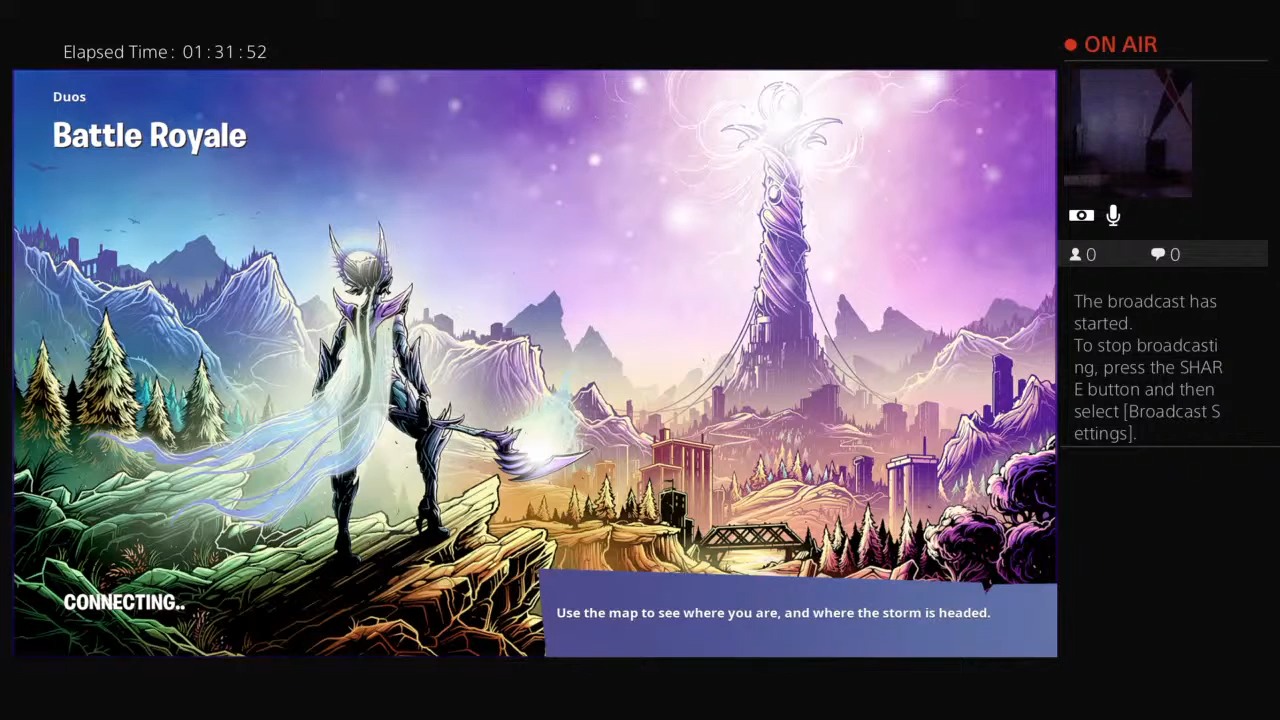 Elapsed Time: 01:31:52
ON AIR
Duos
Battle Royale
0
0
The broadcast has
started.
To stop broadcasti
ng, press the SHAR
E button and then
select [Broadcast S
ettings].
CONNECTING..
Use the map to see where you are, and where the storm is headed.